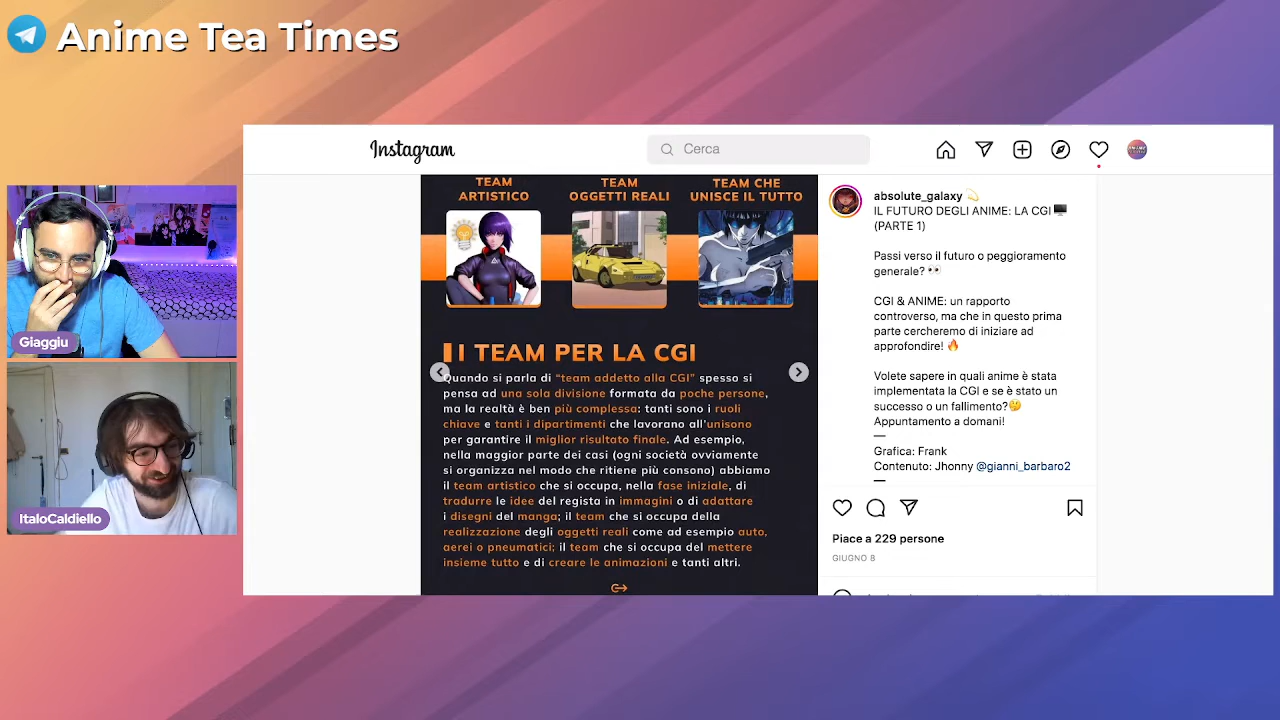 Anime Tea Times
Instagram
Cerca
Giaggiu
ItaloCaldiello
TEAM
ARTISTICO
TEAM
OGGETTI REALI
TEAM CHE
UNISCE IL TUTTO
I TEAM PER LA CGI
Quando si parla di “team addetto alla CGI” spesso si
pensa ad una sola divisione formata da poche persone,
ma la realtà è ben più complessa: tanti sono i ruoli
chiave e tanti i dipartimenti che lavorano all’unisono
per garantire il miglior risultato finale. Ad esempio,
nella maggior parte dei casi (ogni società ovviamente
si organizza nel modo che ritiene più consono) abbiamo
il team artistico che si occupa, nella fase iniziale, di
tradurre le idee del regista in immagini o di adattare
i disegni del manga; il team che si occupa della
realizzazione degli oggetti reali come ad esempio auto,
aerei o pneumatici; il team che si occupa del mettere
insieme tutto e di creare le animazioni e tanti altri.
absolute_galaxy 💫
IL FUTURO DEGLI ANIME: LA CGI🖥️
(PARTE 1)
Passi verso il futuro o peggioramento
generale? 👀
CGI & ANIME: un rapporto
controverso, ma che in questo prima
parte cercheremo di iniziare ad
approfondire! 🔥
Volete sapere in quali anime è stata
implementata la CGI e se è stato un
successo o un fallimento?🤔
Appuntamento a domani!
—
Grafica: Frank
Contenuto: Jhonny @gianni_barbaro2
—
Piace a 229 persone
GIUGNO 8